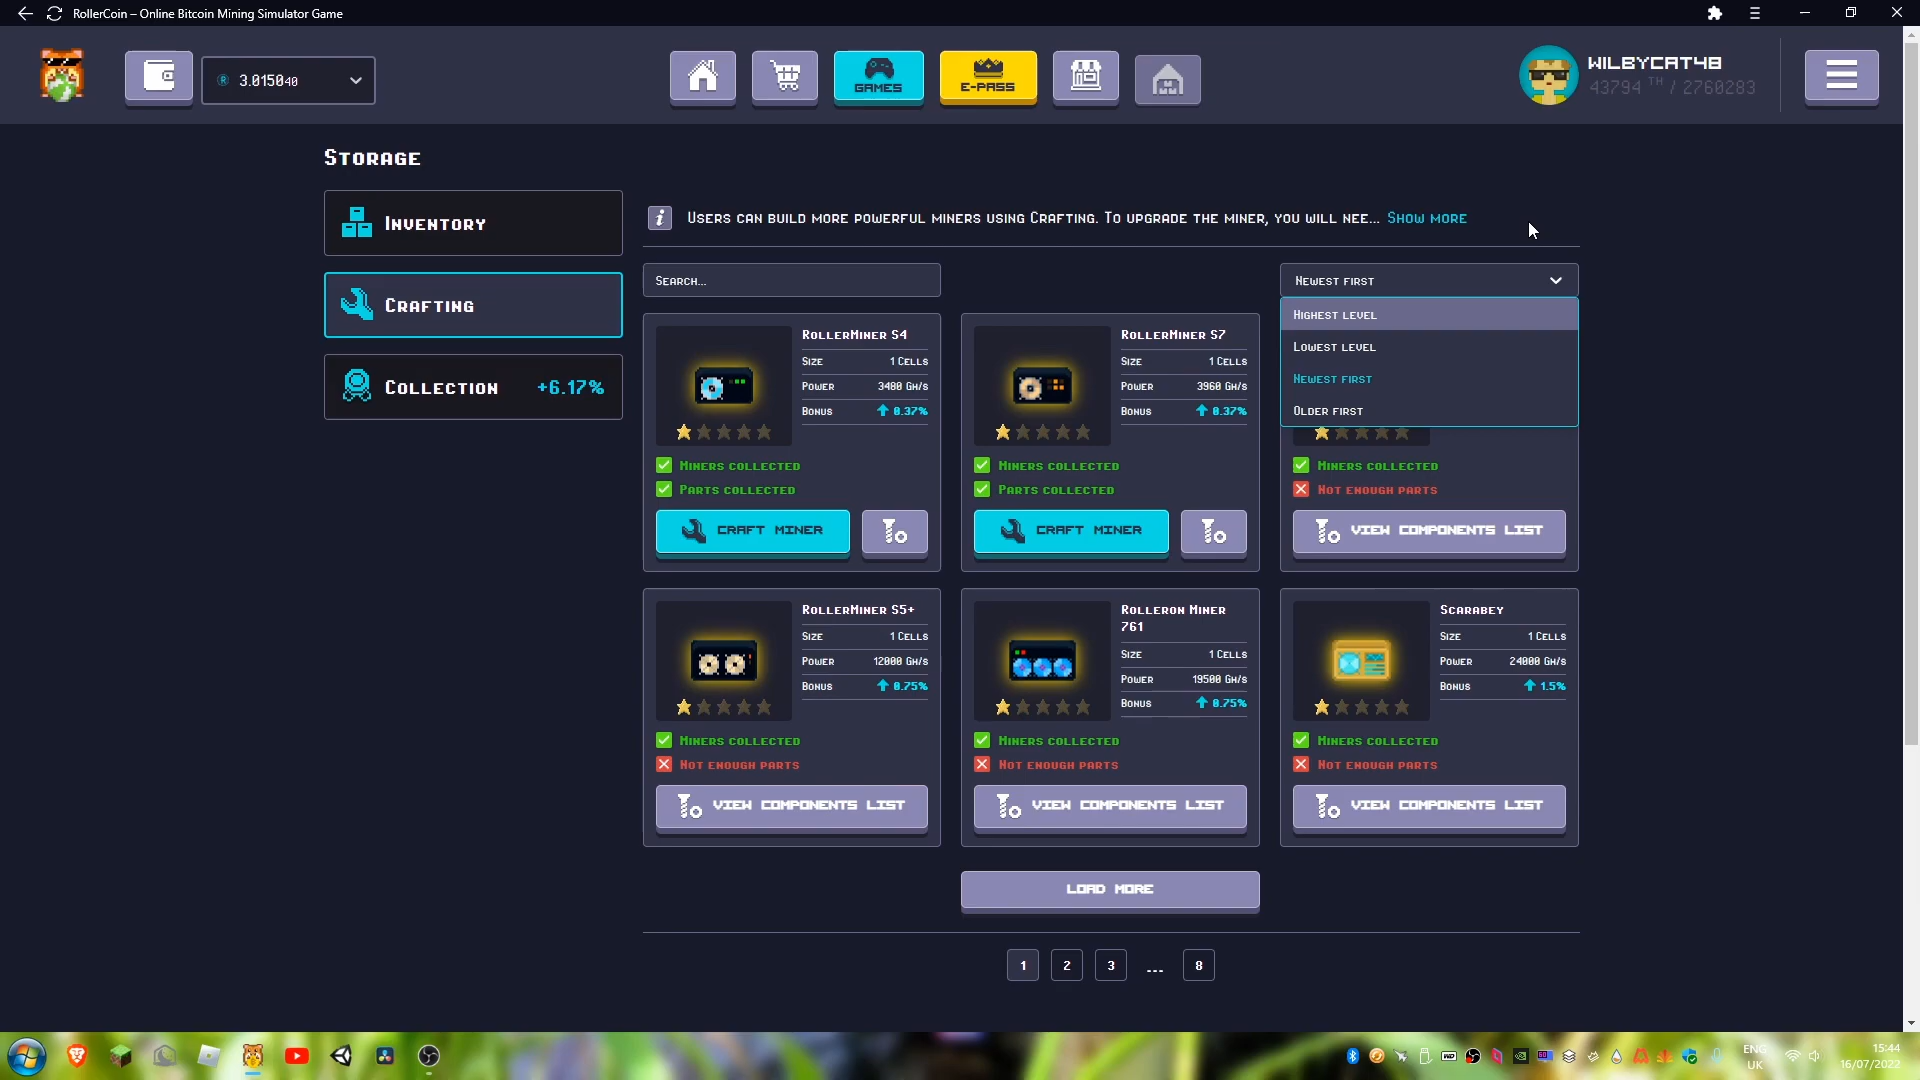 RollerCoin – Online Bitcoin Mining Simulator Game
3.015040
GAMES
E-PASS
WILBYCAT48
43794 TH / 2760283
STORAGE
INVENTORY
CRAFTING
COLLECTION +6.17%
USERS CAN BUILD MORE POWERFUL MINERS USING CRAFTING. TO UPGRADE THE MINER, YOU WILL NEE... SHOW MORE
SEARCH...
NEWEST FIRST
HIGHEST LEVEL
LOWEST LEVEL
NEWEST FIRST
OLDER FIRST
ROLLERMINER S4
SIZE 1 CELLS
POWER 3480 GH/S
BONUS 0.37%
MINERS COLLECTED
PARTS COLLECTED
CRAFT MINER
ROLLERMINER S7
SIZE 1 CELLS
POWER 3960 GH/S
BONUS 0.37%
MINERS COLLECTED
PARTS COLLECTED
CRAFT MINER
MINERS COLLECTED
NOT ENOUGH PARTS
VIEW COMPONENTS LIST
ROLLERMINER S5+
SIZE 1 CELLS
POWER 12000 GH/S
BONUS 0.75%
MINERS COLLECTED
NOT ENOUGH PARTS
VIEW COMPONENTS LIST
ROLLERON MINER
761
SIZE 1 CELLS
POWER 19500 GH/S
BONUS 0.75%
MINERS COLLECTED
NOT ENOUGH PARTS
VIEW COMPONENTS LIST
SCARABEY
SIZE 1 CELLS
POWER 24000 GH/S
BONUS 1.5%
MINERS COLLECTED
NOT ENOUGH PARTS
VIEW COMPONENTS LIST
LOAD MORE
1 2 3 ... 8
ENG
UK
15:44
16/07/2022